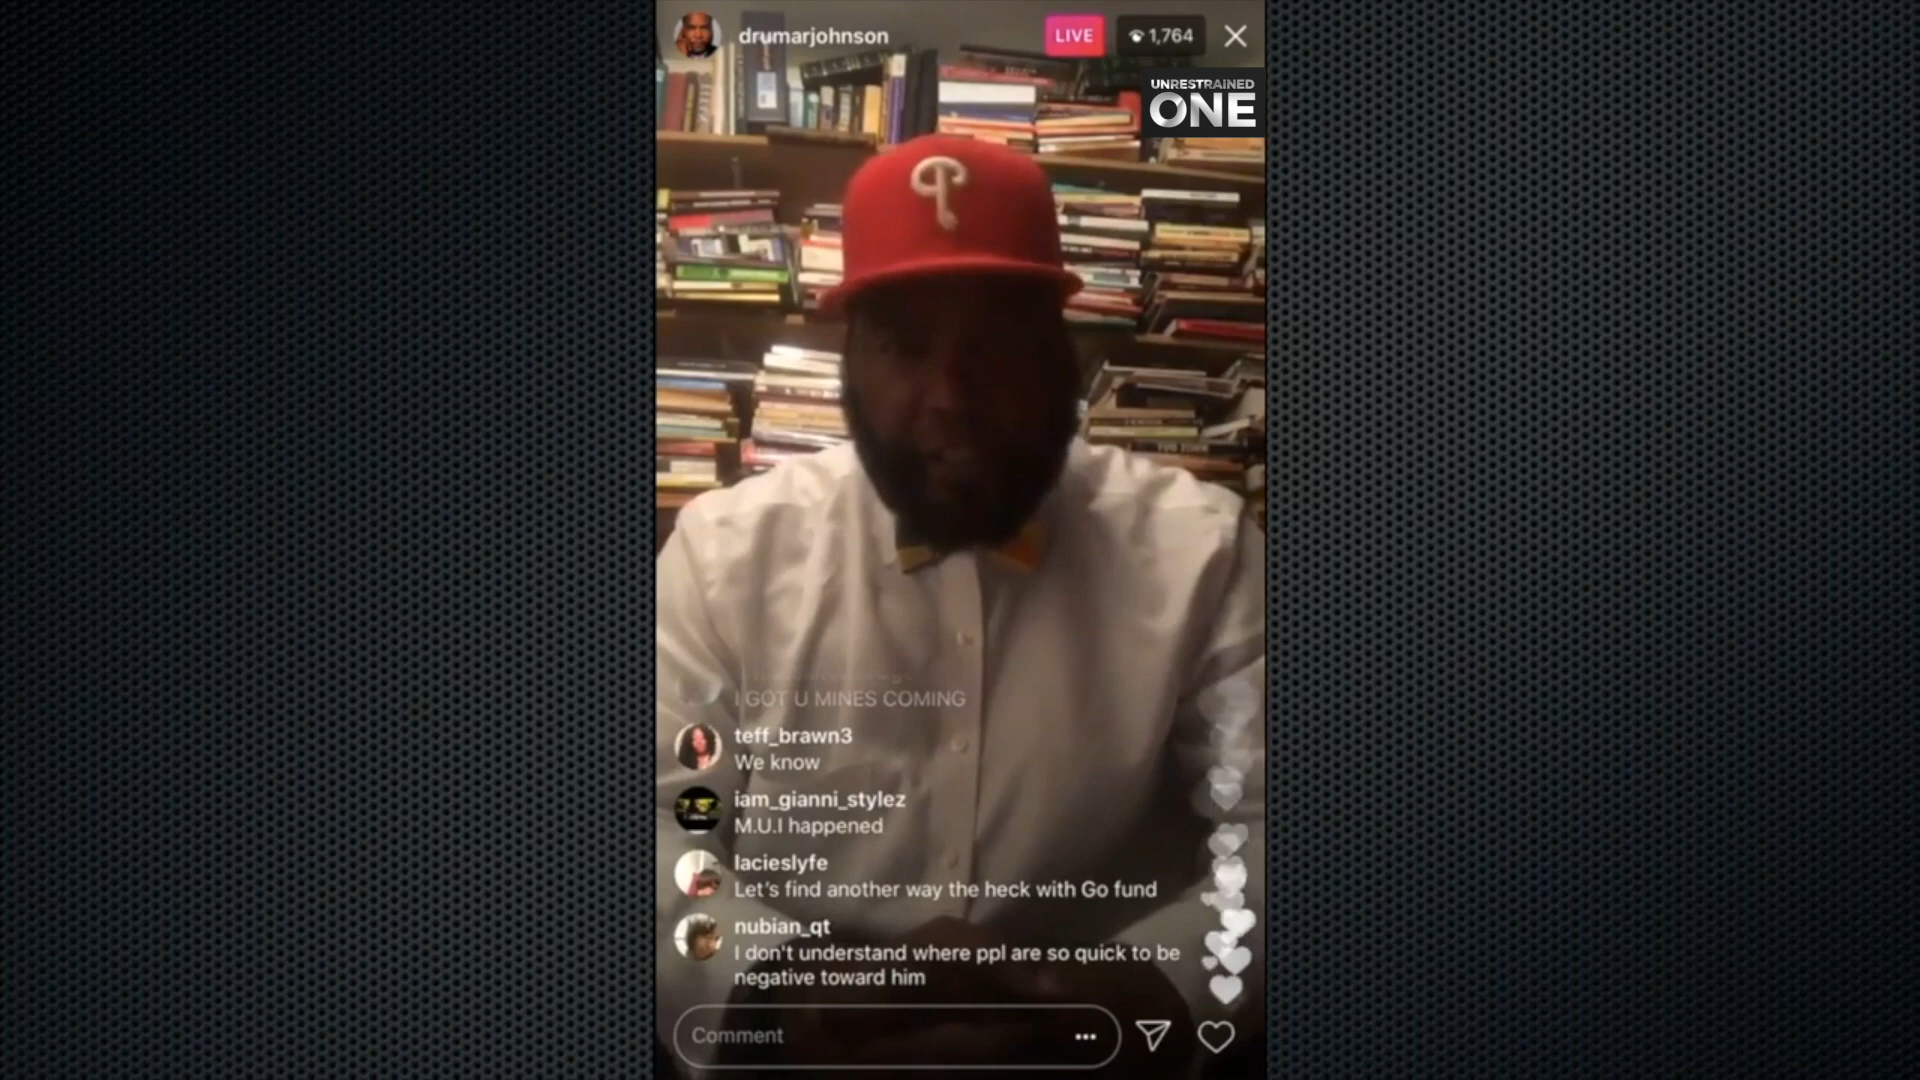 drumarjohnson
LIVE
1,764
UNRESTRAINED
ONE
I GOT U MINES COMING
teff_brawn3
We know
iam_gianni_stylez
M.U.I happened
lacieslyfe
Let's find another way the heck with Go fund
nubian_qt
I don't understand where ppl are so quick to be
negative toward him
Comment